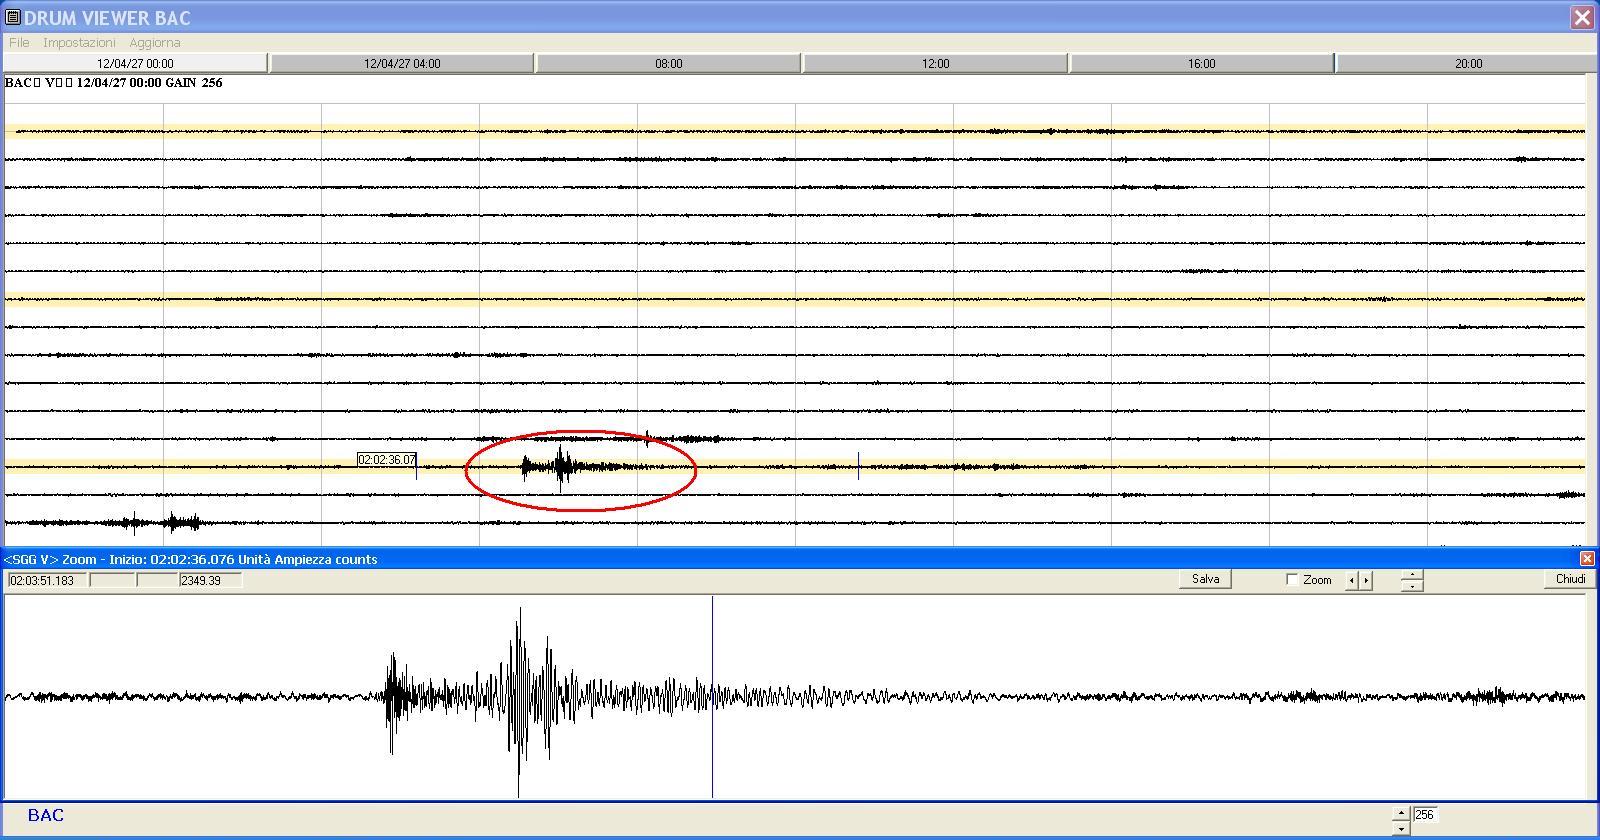 DRUM VIEWER BAC
File Impostazioni Aggiorna
12/04/27 00:00 12/04/27 04:00 08:00 12:00 16:00 20:00
BAC▯ V▯▯ 12/04/27 00:00 GAIN 256
02:02:36.07
<SGG V> Zoom - Inizio: 02:02:36.076 Unità Ampiezza counts
02:03:51.183 2349.39 Salva Zoom Chiudi
BAC 256